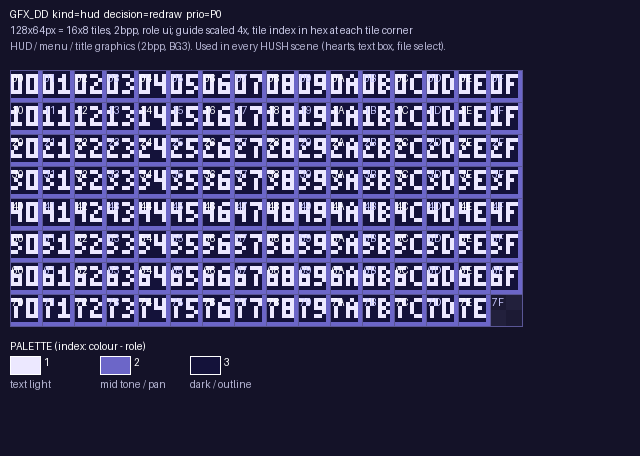 GFX_DD kind=hud decision=redraw prio=P0
128x64px = 16x8 tiles, 2bpp, role ui; guide scaled 4x, tile index in hex at each tile corner
HUD / menu / title graphics (2bpp, BG3). Used in every HUSH scene (hearts, text box, file select).
00 01 02 03 04 05 06 07 08 09 0A 0B 0C 0D 0E 0F
10 11 12 13 14 15 16 17 18 19 1A 1B 1C 1D 1E 1F
20 21 22 23 24 25 26 27 28 29 2A 2B 2C 2D 2E 2F
30 31 32 33 34 35 36 37 38 39 3A 3B 3C 3D 3E 3F
40 41 42 43 44 45 46 47 48 49 4A 4B 4C 4D 4E 4F
50 51 52 53 54 55 56 57 58 59 5A 5B 5C 5D 5E 5F
60 61 62 63 64 65 66 67 68 69 6A 6B 6C 6D 6E 6F
70 71 72 73 74 75 76 77 78 79 7A 7B 7C 7D 7E 7F
PALETTE (index: colour - role)
1 2 3
text light mid tone / pan dark / outline